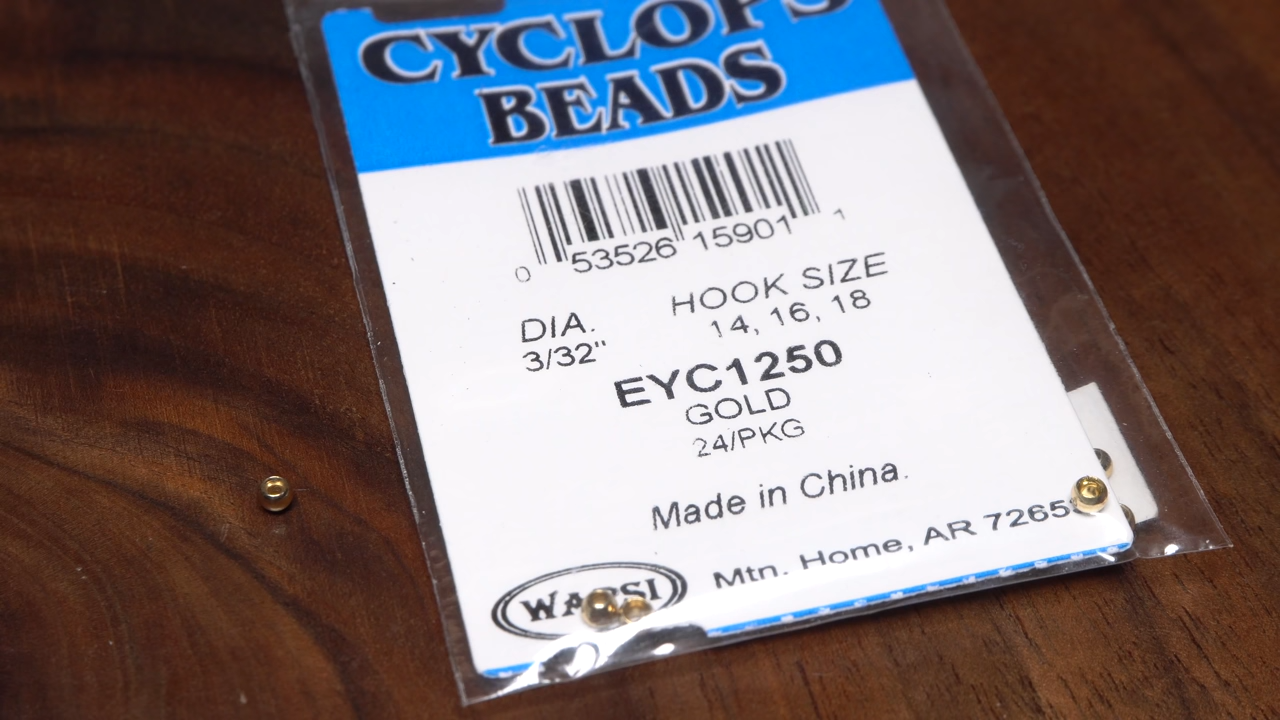 CYCLOPS
BEADS
0 53526 15901 1
DIA.
3/32"
HOOK SIZE
14, 16, 18
EYC1250
GOLD
24/PKG
Made in China.
Mtn. Home, AR 7265